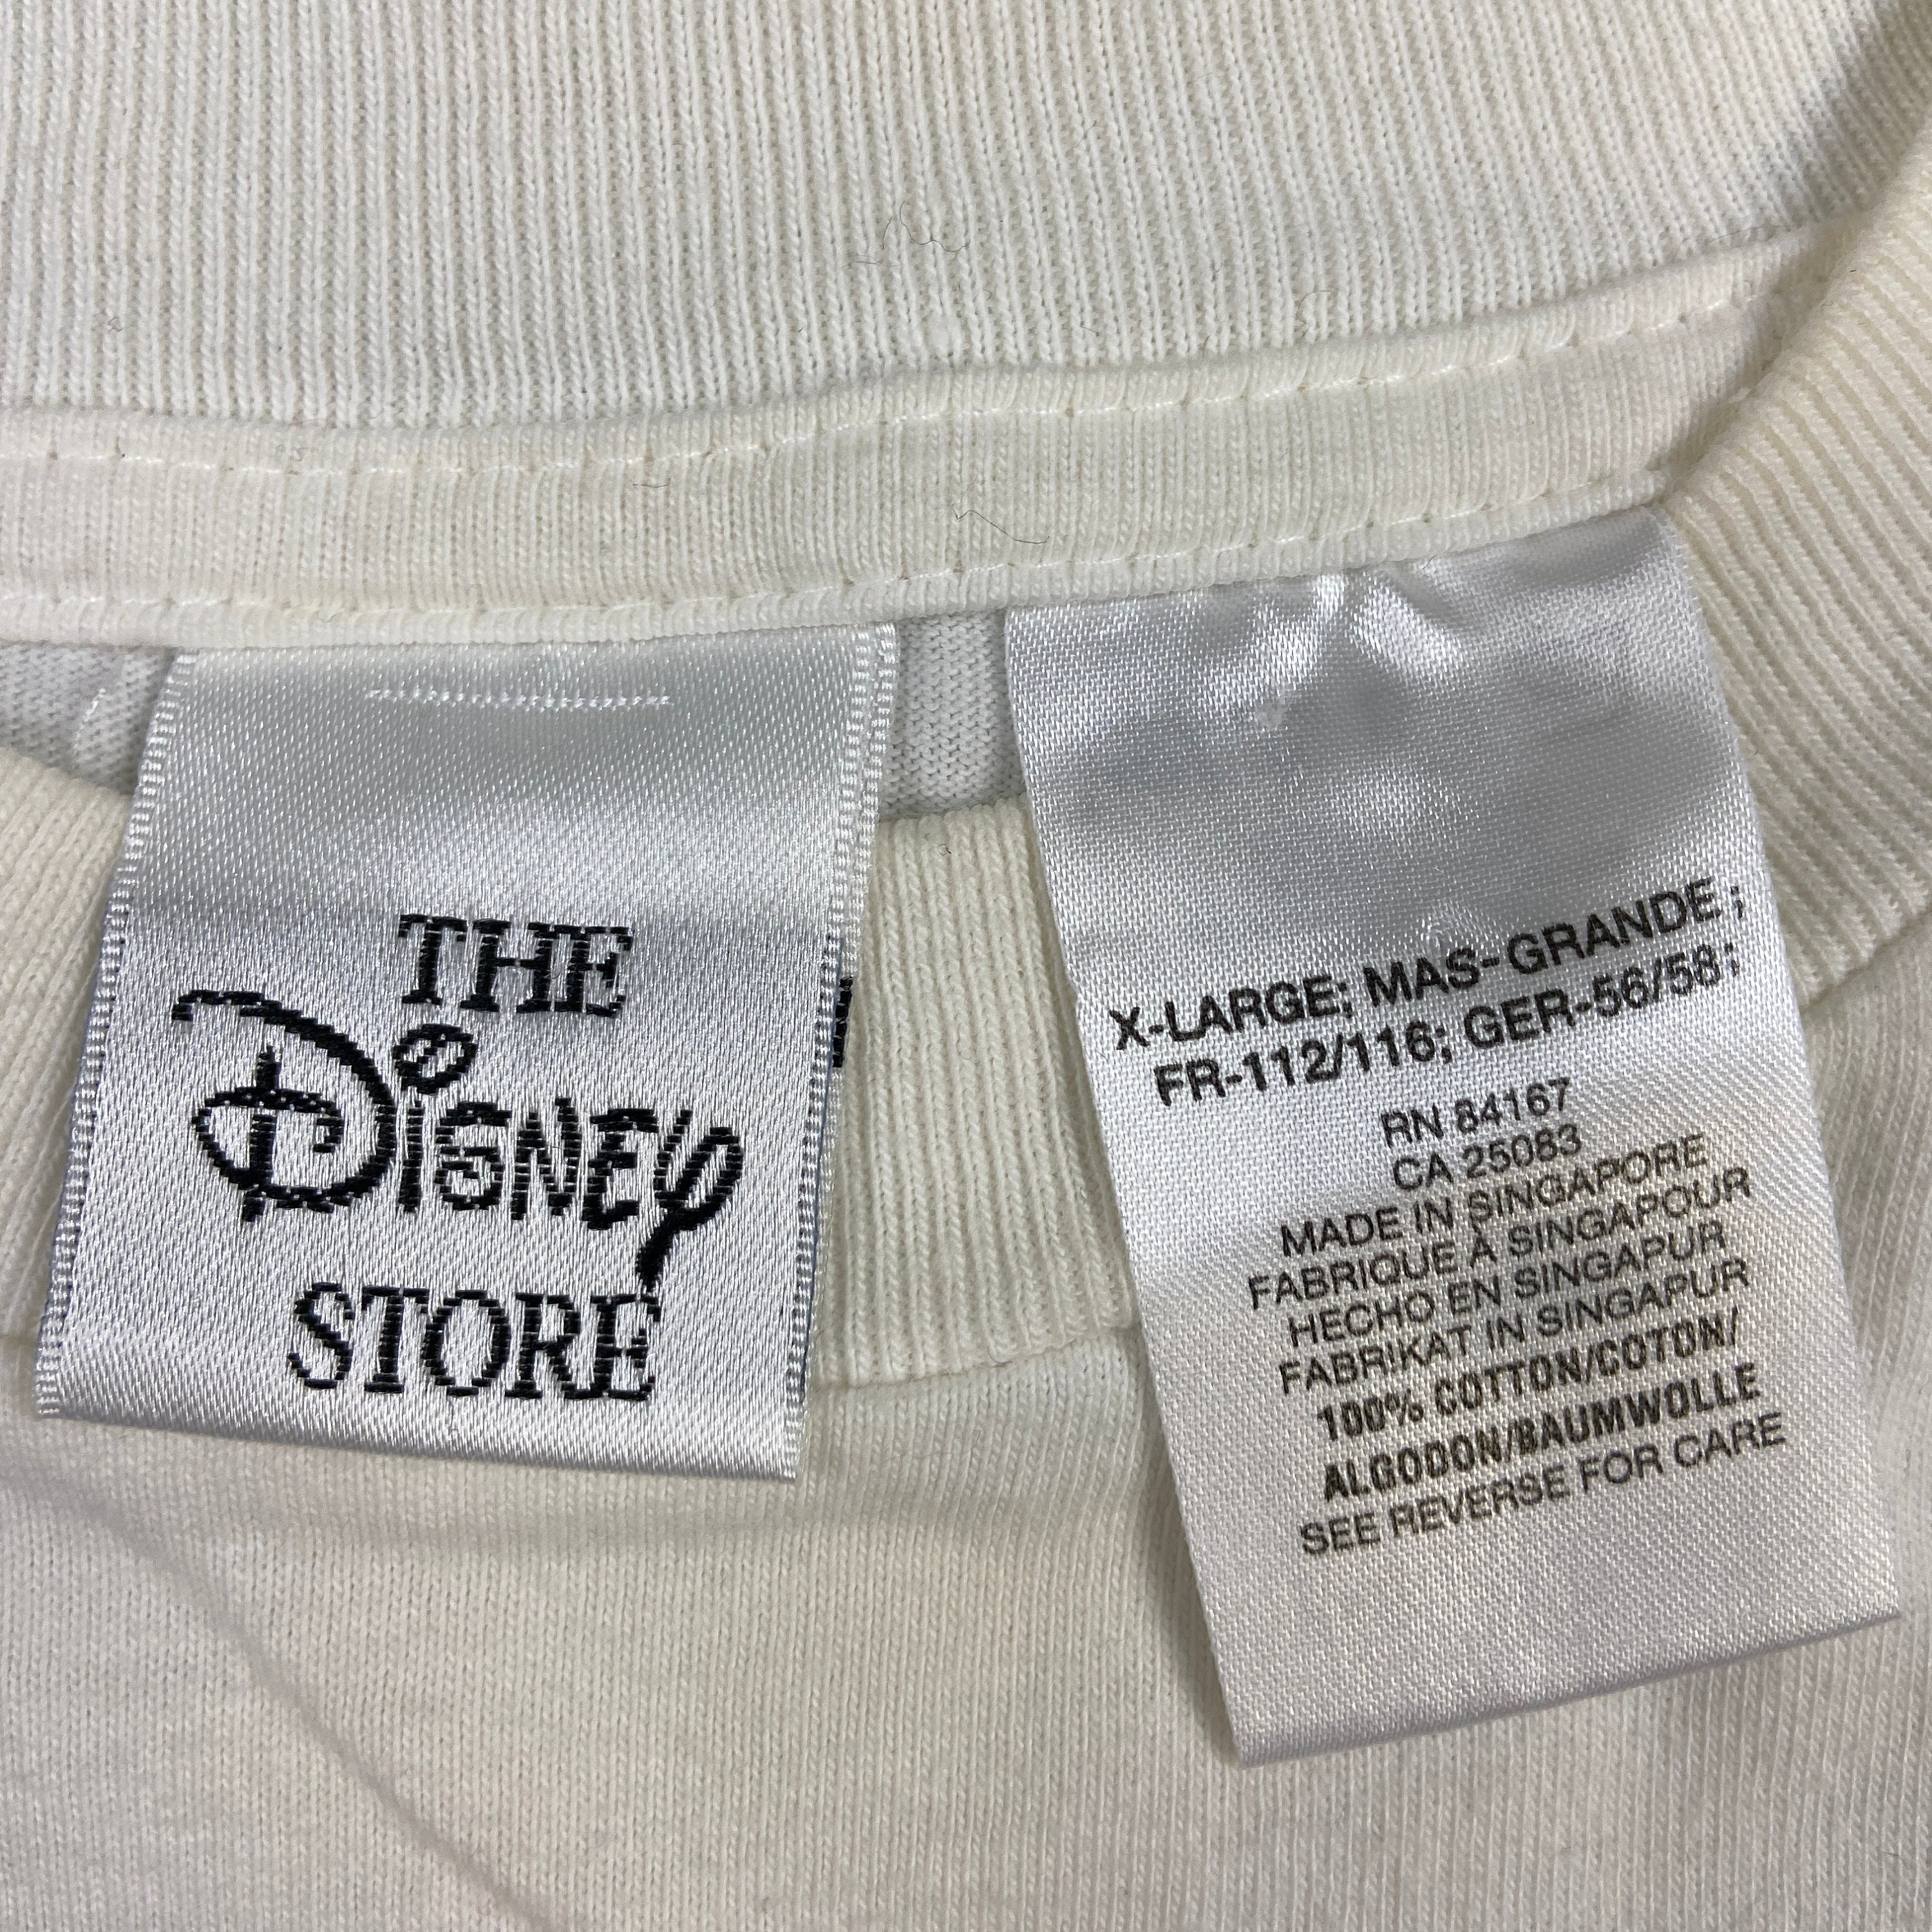 THE
Disney
STORE
X-LARGE; MAS-GRANDE;
FR-112/116; GER-56/58;
RN 84167
CA 25083
MADE IN SINGAPORE
FABRIQUE À SINGAPOUR
HECHO EN SINGAPUR
FABRIKAT IN SINGAPUR
100% COTTON/COTON/
ALGODON/BAUMWOLLE
SEE REVERSE FOR CARE